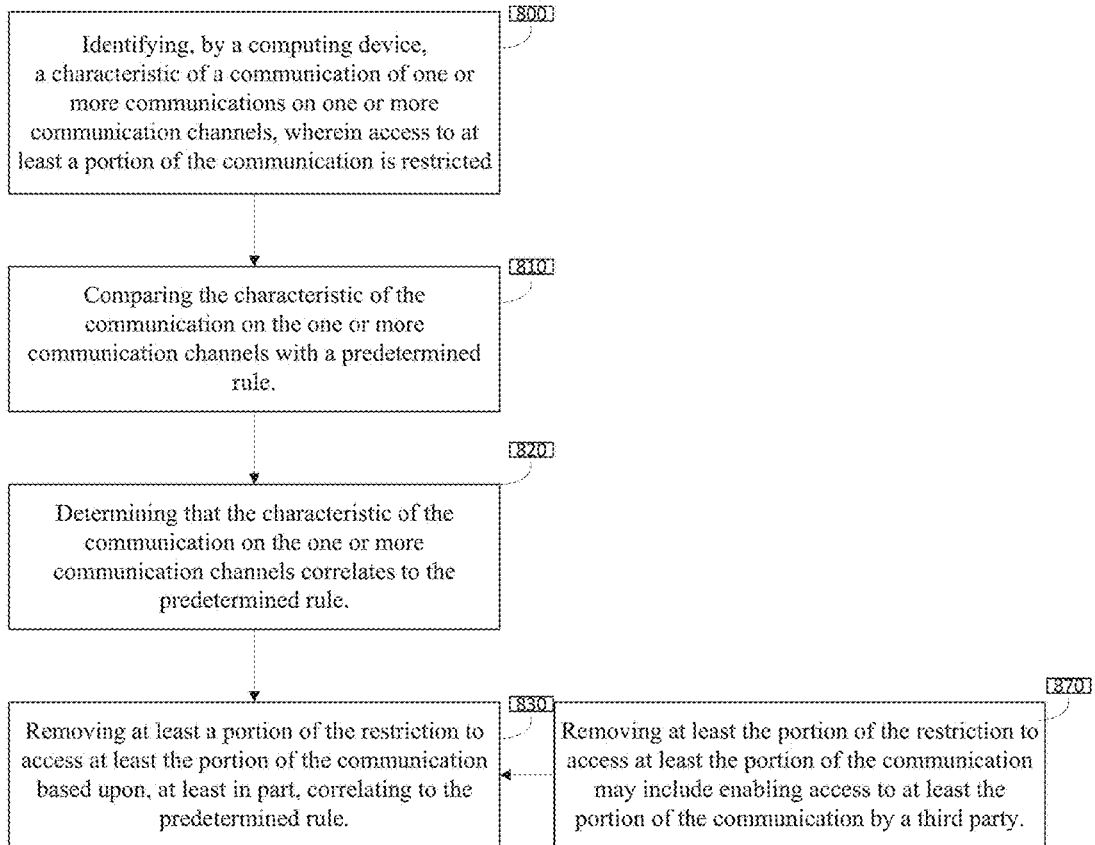 800
Identifying, by a computing device,
a characteristic of a communication of one or
more communications on one or more
communication channels, wherein access to at
least a portion of the communication is restricted
810
Comparing the characteristic of the
communication on the one or more
communication channels with a predetermined
rule.
820
Determining that the characteristic of the
communication on the one or more
communication channels correlates to the
predetermined rule.
830
Removing at least a portion of the restriction to
access at least the portion of the communication
based upon, at least in part, correlating to the
predetermined rule.
870
Removing at least the portion of the restriction to
access at least the portion of the communication
may include enabling access to at least the
portion of the communication by a third party.